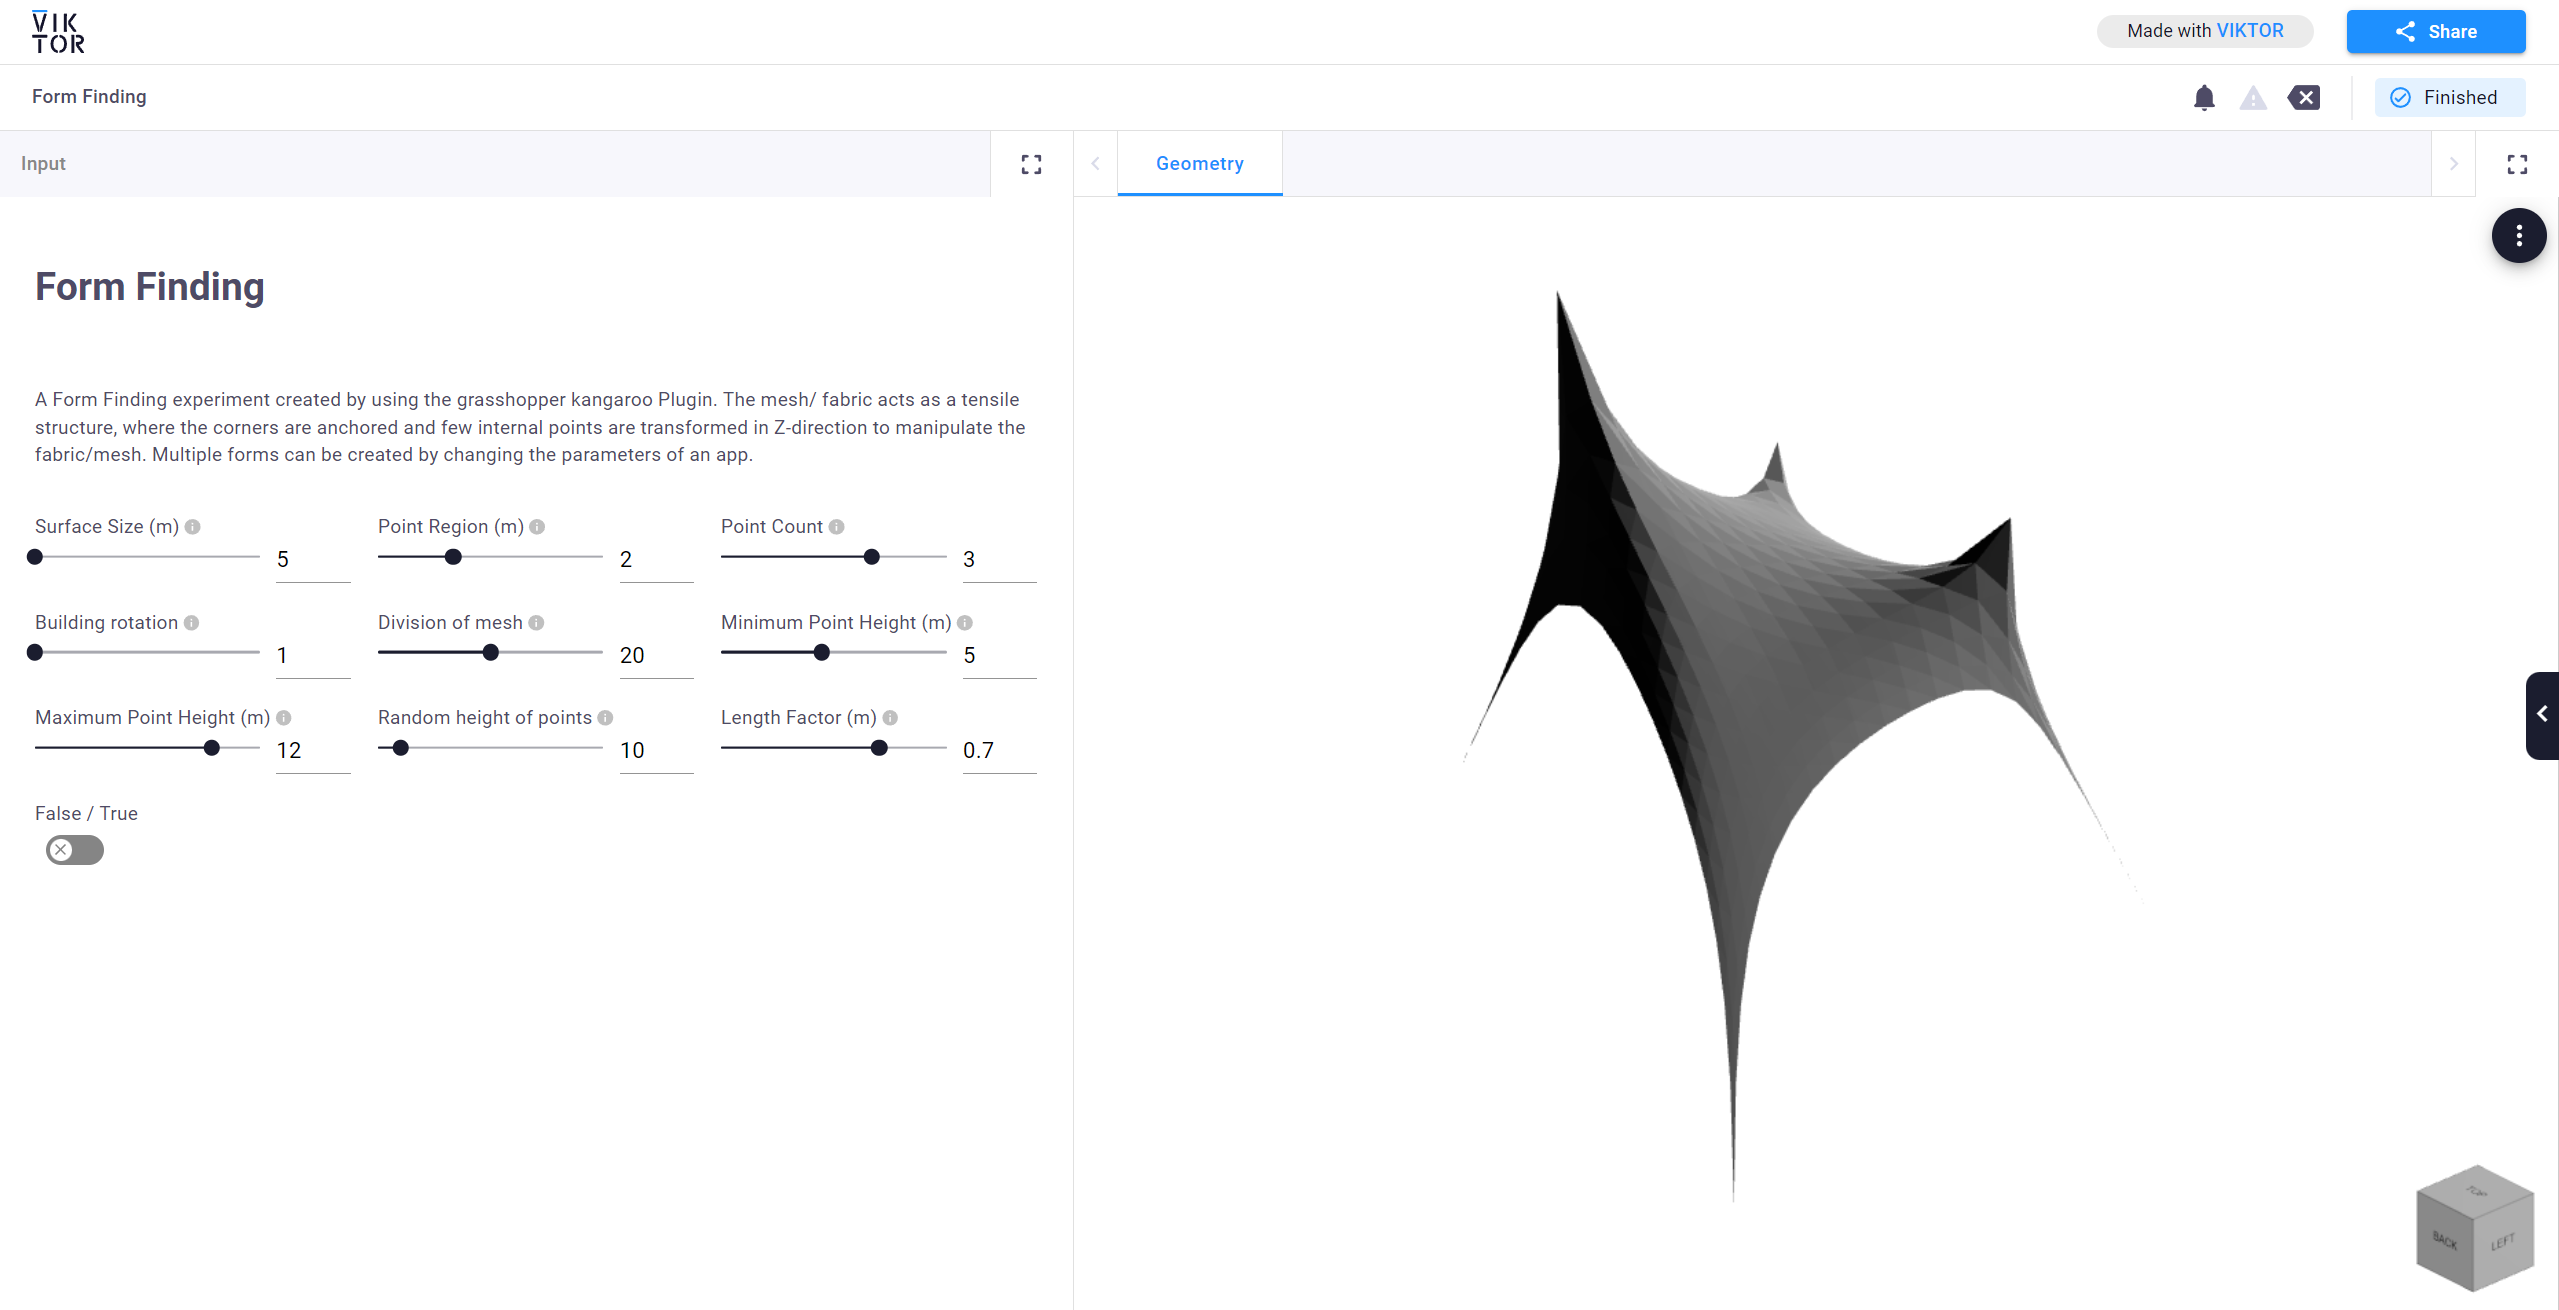 VIK
TOR
Made with VIKTOR
Share
Form Finding
Finished
Input
Geometry
Form Finding
A Form Finding experiment created by using the grasshopper kangaroo Plugin. The mesh/ fabric acts as a tensile
structure, where the corners are anchored and few internal points are transformed in Z-direction to manipulate the
fabric/mesh. Multiple forms can be created by changing the parameters of an app.
Surface Size (m)
5
Point Region (m)
2
Point Count
3
Building rotation
1
Division of mesh
20
Minimum Point Height (m)
5
Maximum Point Height (m)
12
Random height of points
10
Length Factor (m)
0.7
False / True
TOP
BACK
LEFT